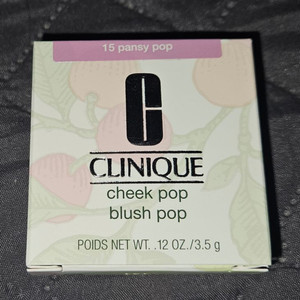 15 pansy pop
C
CLINIQUE
cheek pop
blush pop
POIDS NET WT. .12 OZ./3.5 g